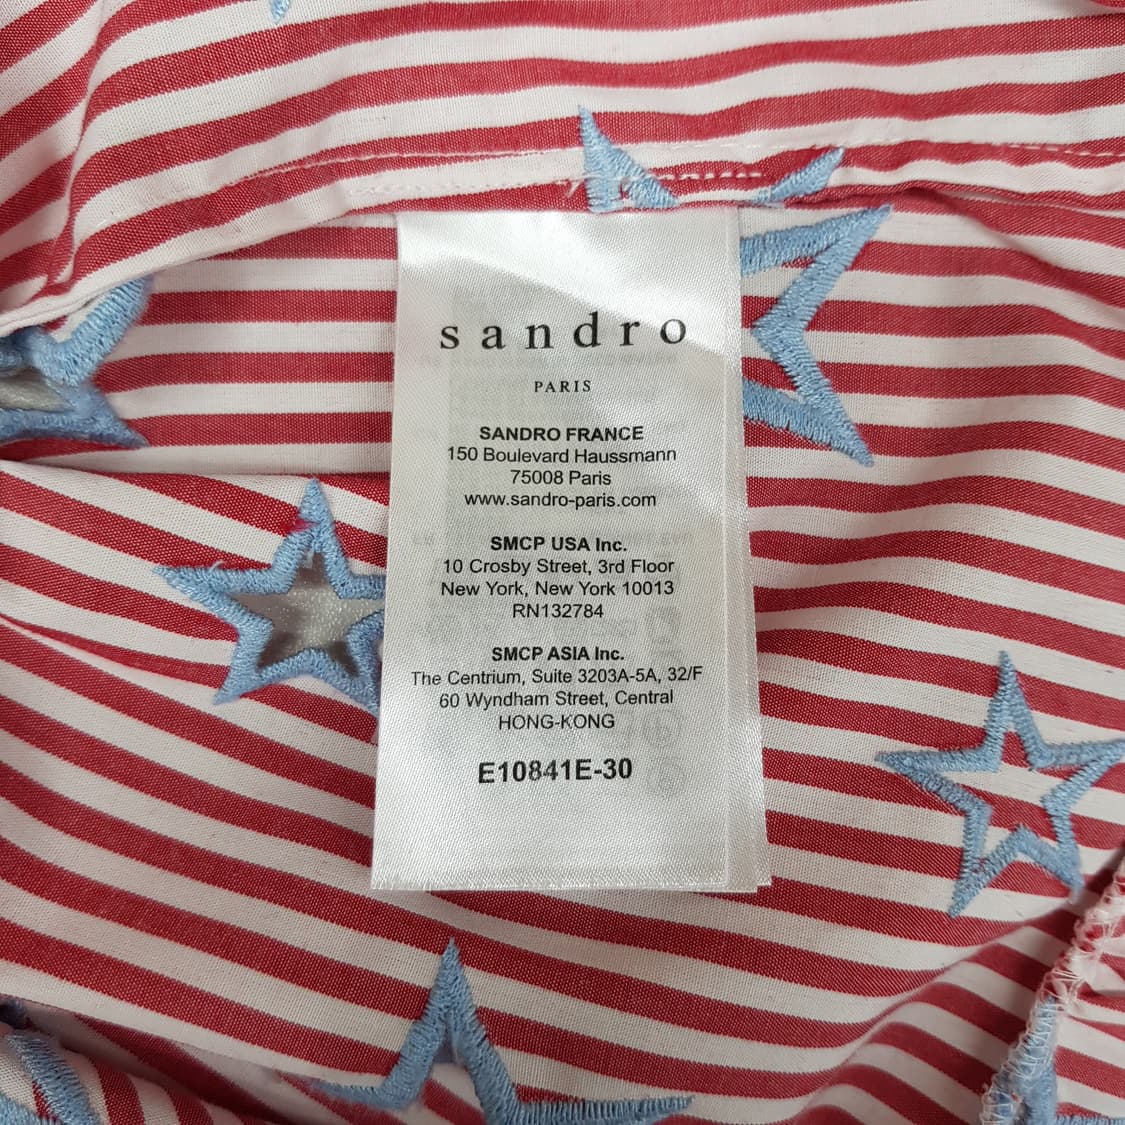 sandro
PARIS
SANDRO FRANCE
150 Boulevard Haussmann
75008 Paris
www.sandro-paris.com
SMCP USA Inc.
10 Crosby Street, 3rd Floor
New York, New York 10013
RN132784
SMCP ASIA Inc.
The Centrium, Suite 3203A-5A, 32/F
60 Wyndham Street, Central
HONG-KONG
E10841E-30